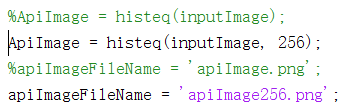 %ApiImage = histeq(inputImage);
ApiImage = histeq(inputImage, 256);
%apiImageFileName = 'apiImage.png';
apiImageFileName = 'apiImage256.png';